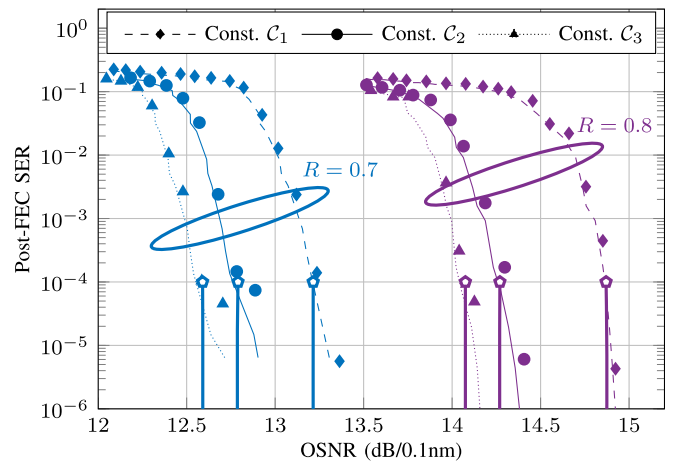 Const. 𝒞₁ Const. 𝒞₂ Const. 𝒞₃
10⁰
10⁻¹
10⁻²
10⁻³
10⁻⁴
10⁻⁵
10⁻⁶
Post-FEC SER
R = 0.8
R = 0.7
12 12.5 13 13.5 14 14.5 15
OSNR (dB/0.1nm)